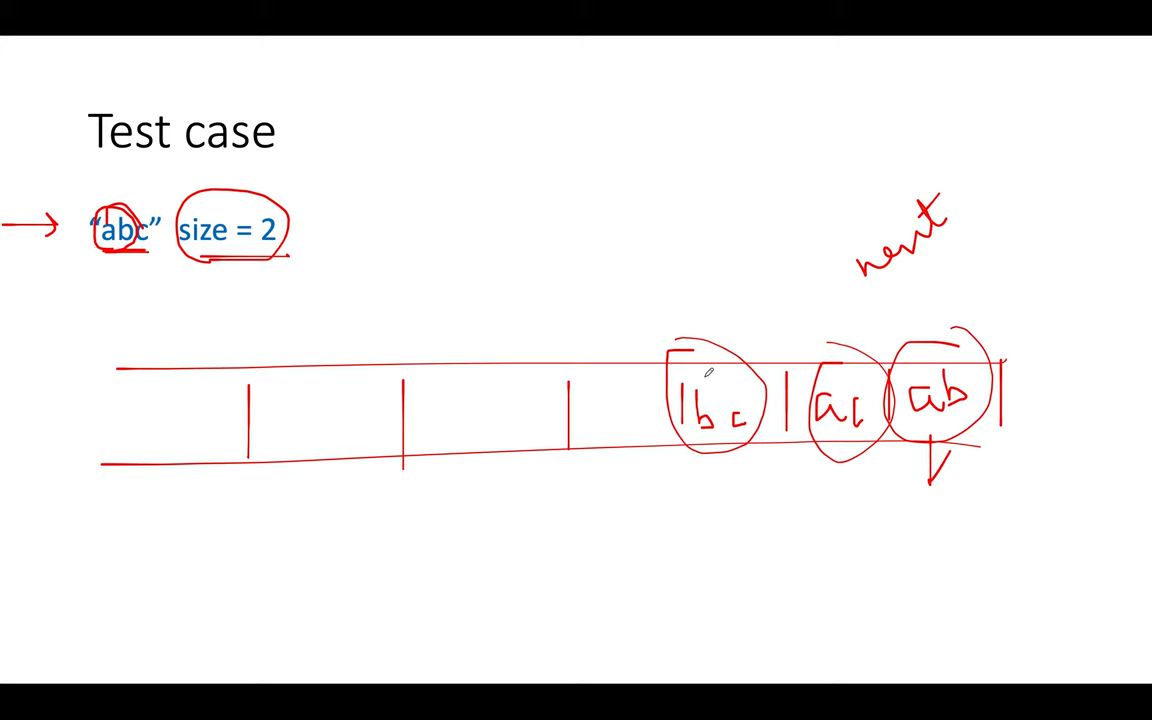 Test case
“abc” size = 2
next
bc ac ab